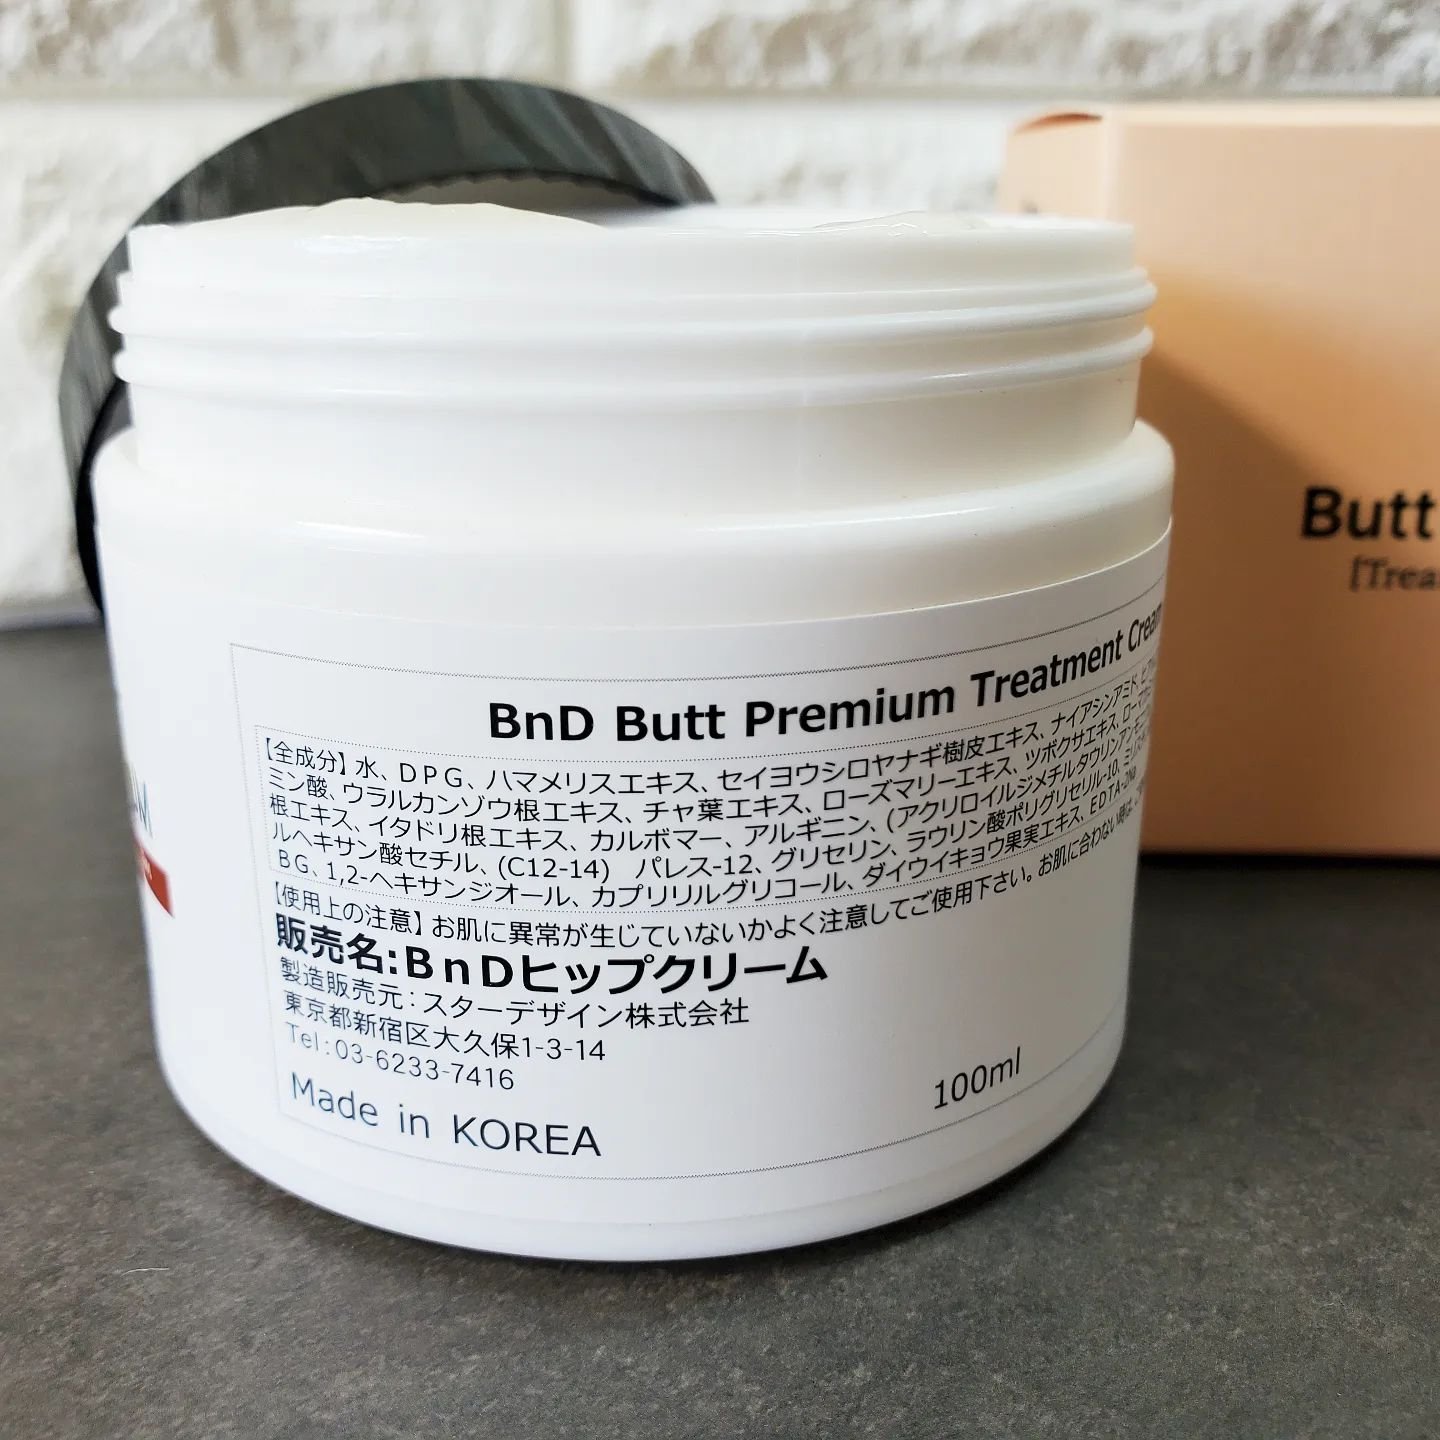 BnD Butt Premium Treatment Cream
【全成分】水、DPG、ハマメリスエキス、セイヨウシロヤナギ樹皮エキス、ナイアシンアミド、
ミン酸、ウラルカンゾウ根エキス、チャ葉エキス、ローズマリーエキス、ツボクサエキス、
根エキス、イタドリ根エキス、カルボマー、アルギニン、(アクリロイルジメチルタウリンアンモニ
ルヘキサン酸セチル、(C12-14) パレス-12、グリセリン、ラウリン酸ポリグリセリル-10、
BG、1,2-ヘキサンジオール、カプリリルグリコール、ダイウイキョウ果実エキス、EDTA-2Na
【使用上の注意】お肌に異常が生じていないかよく注意してご使用下さい。お肌に合わない時は、
販売名:BnDヒップクリーム
製造販売元:スターデザイン株式会社
東京都新宿区大久保1-3-14
Tel:03-6233-7416
Made in KOREA
100ml
Butt
[Trea